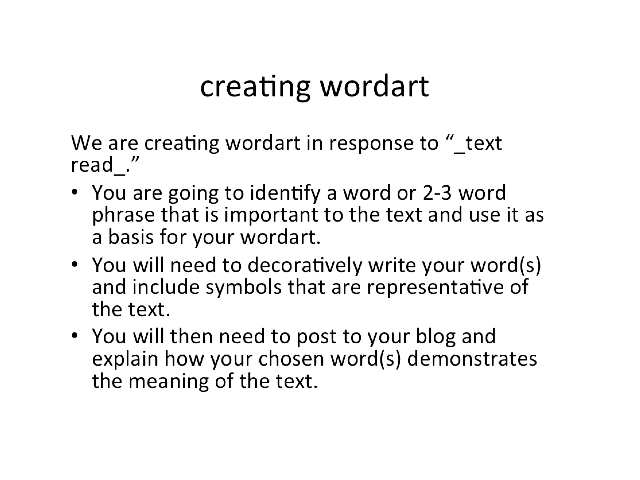 creating wordart
We are creating wordart in response to “_text
read_.”
• You are going to identify a word or 2-3 word
phrase that is important to the text and use it as
a basis for your wordart.
• You will need to decoratively write your word(s)
and include symbols that are representative of
the text.
• You will then need to post to your blog and
explain how your chosen word(s) demonstrates
the meaning of the text.